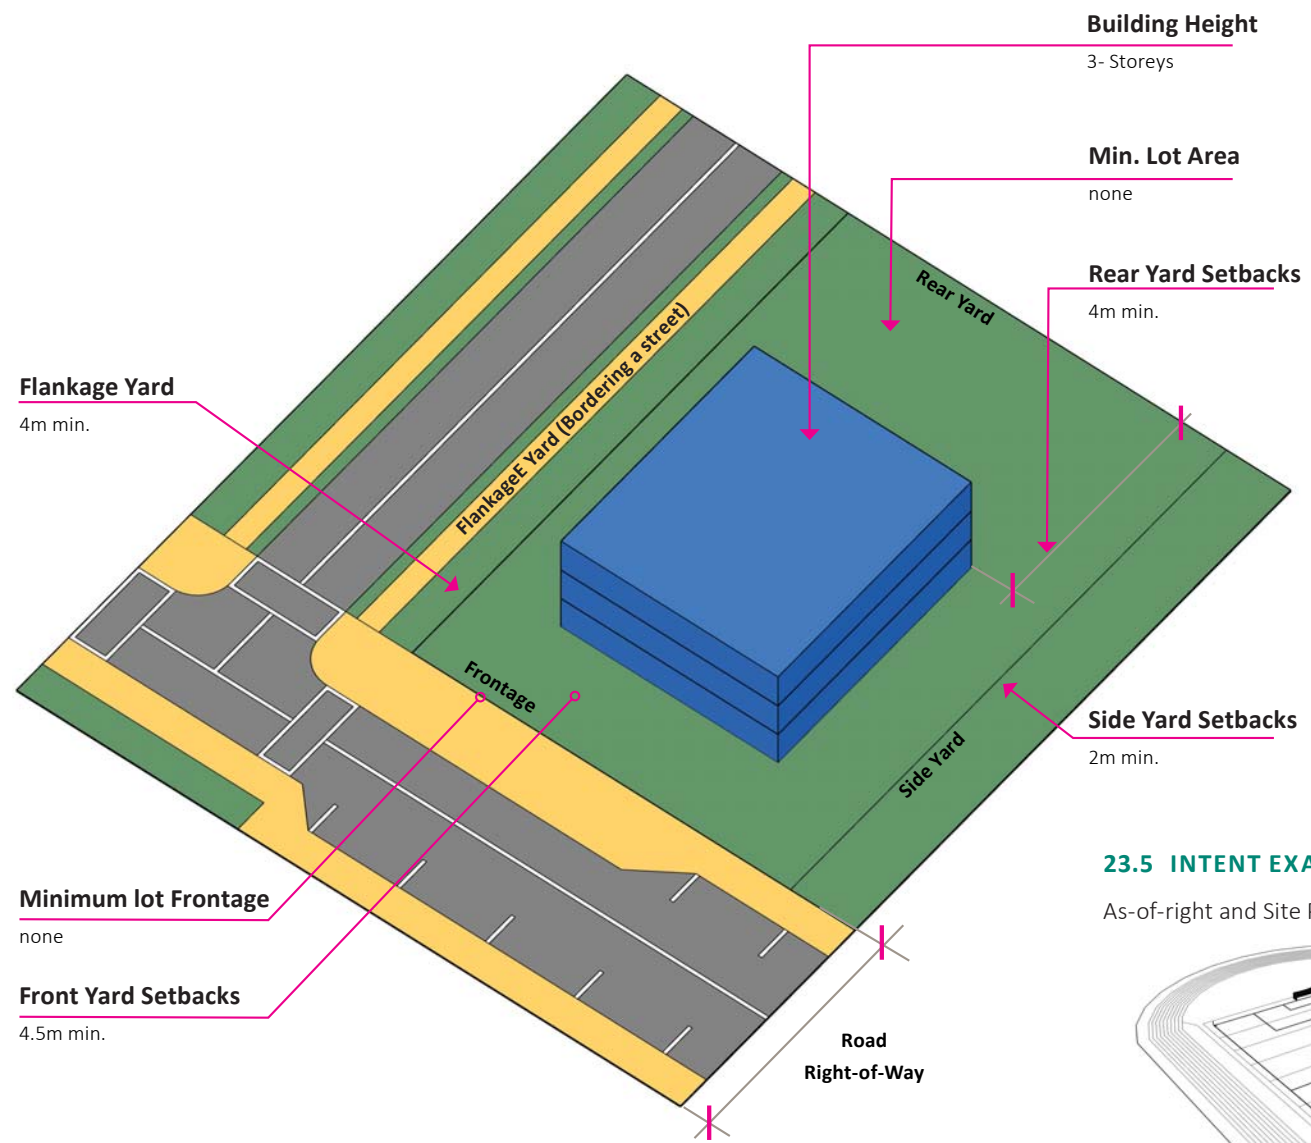 Building Height
3- Storeys
Min. Lot Area
none
Rear Yard
Rear Yard Setbacks
4m min.
FlankageE Yard (Bordering a street)
Flankage Yard
4m min.
Frontage
Side Yard
Side Yard Setbacks
2m min.
Minimum lot Frontage
none
Front Yard Setbacks
4.5m min.
Road
Right-of-Way
23.5 INTENT EXA
As-of-right and Site